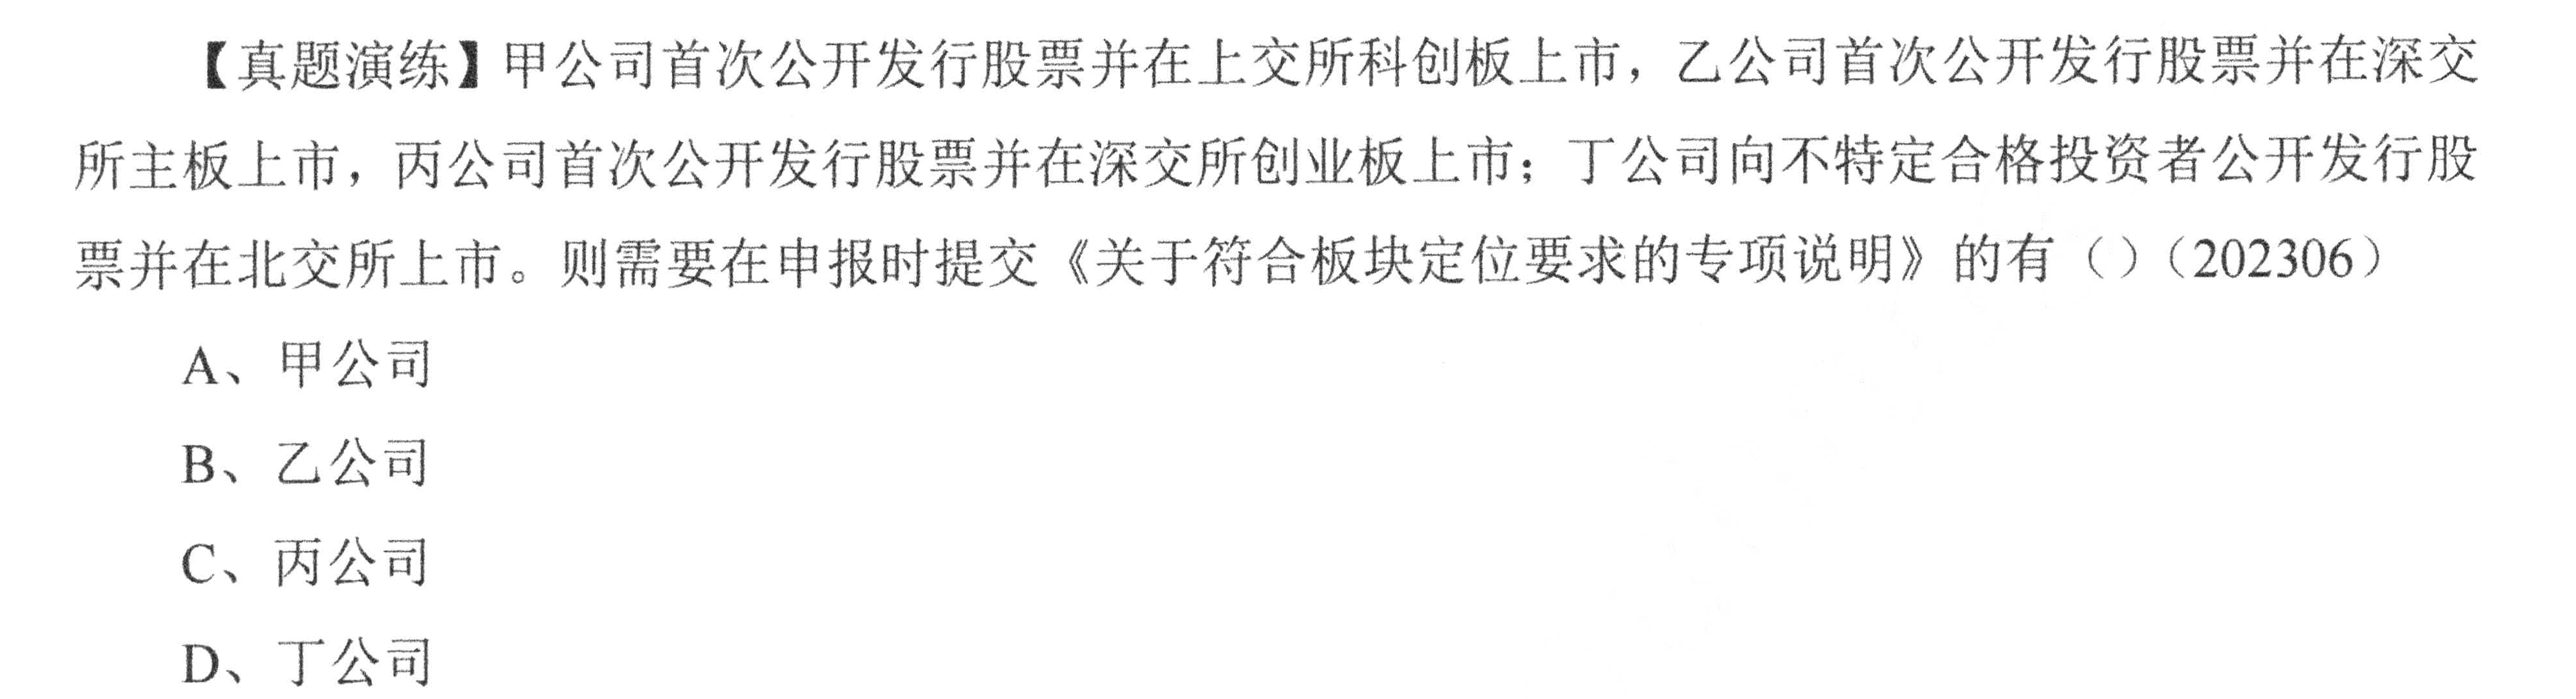 【真题演练】甲公司首次公开发行股票并在上交所科创板上市，乙公司首次公开发行股票并在深交
所主板上市，丙公司首次公开发行股票并在深交所创业板上市；丁公司向不特定合格投资者公开发行股
票并在北交所上市。则需要在申报时提交《关于符合板块定位要求的专项说明》的有（）（202306）
A、甲公司
B、乙公司
C、丙公司
D、丁公司